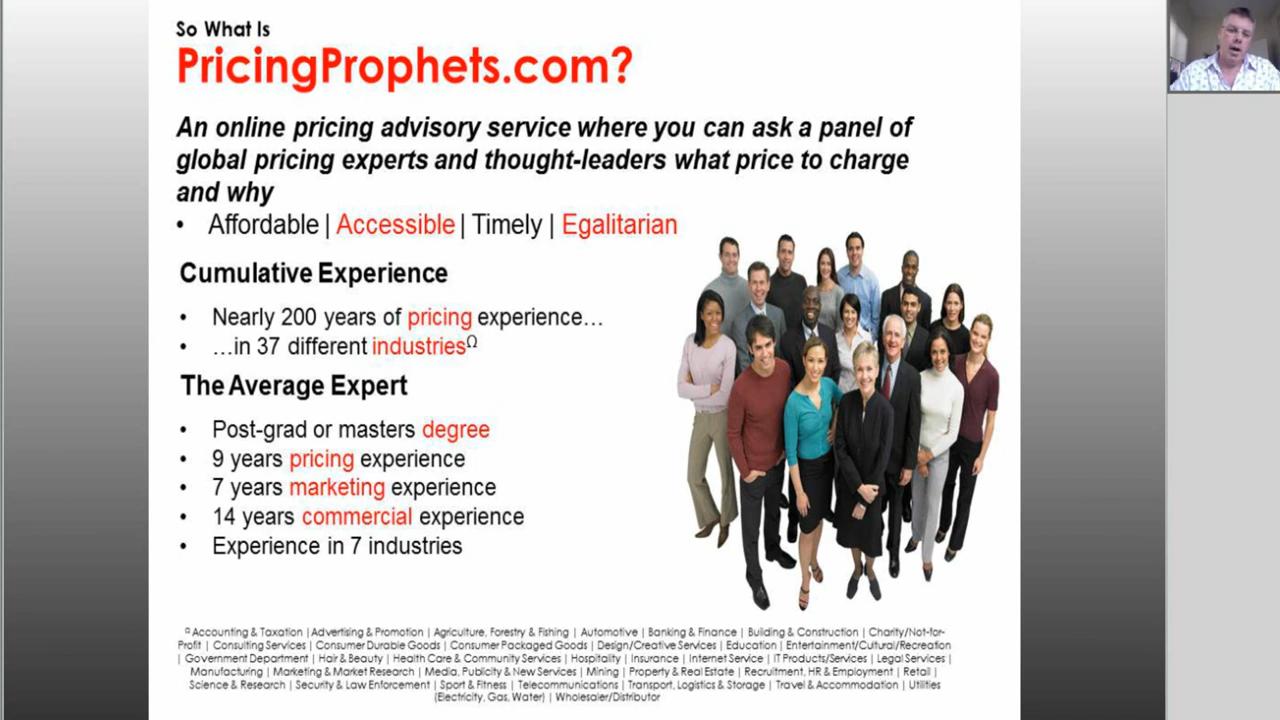 So What Is
PricingProphets.com?
An online pricing advisory service where you can ask a panel of
global pricing experts and thought-leaders what price to charge
and why
• Affordable | Accessible | Timely | Egalitarian
Cumulative Experience
• Nearly 200 years of pricing experience…
• …in 37 different industriesΩ
The Average Expert
• Post-grad or masters degree
• 9 years pricing experience
• 7 years marketing experience
• 14 years commercial experience
• Experience in 7 industries
Ω Accounting & Taxation | Advertising & Promotion | Agriculture, Forestry & Fishing | Automotive | Banking & Finance | Building & Construction | Charity/Not-for-
Profit | Consulting Services | Consumer Durable Goods | Consumer Packaged Goods | Design/Creative Services | Education | Entertainment/Cultural/Recreation
| Government Department | Hair & Beauty | Health Care & Community Services | Hospitality | Insurance | Internet Service | IT Products/Services | Legal Services |
Manufacturing | Marketing & Market Research | Media, Publicity & New Services | Mining | Property & Real Estate | Recruitment, HR & Employment | Retail |
Science & Research | Security & Law Enforcement | Sport & Fitness | Telecommunications | Transport, Logistics & Storage | Travel & Accommodation | Utilities
(Electricity, Gas, Water) | Wholesaler/Distributor